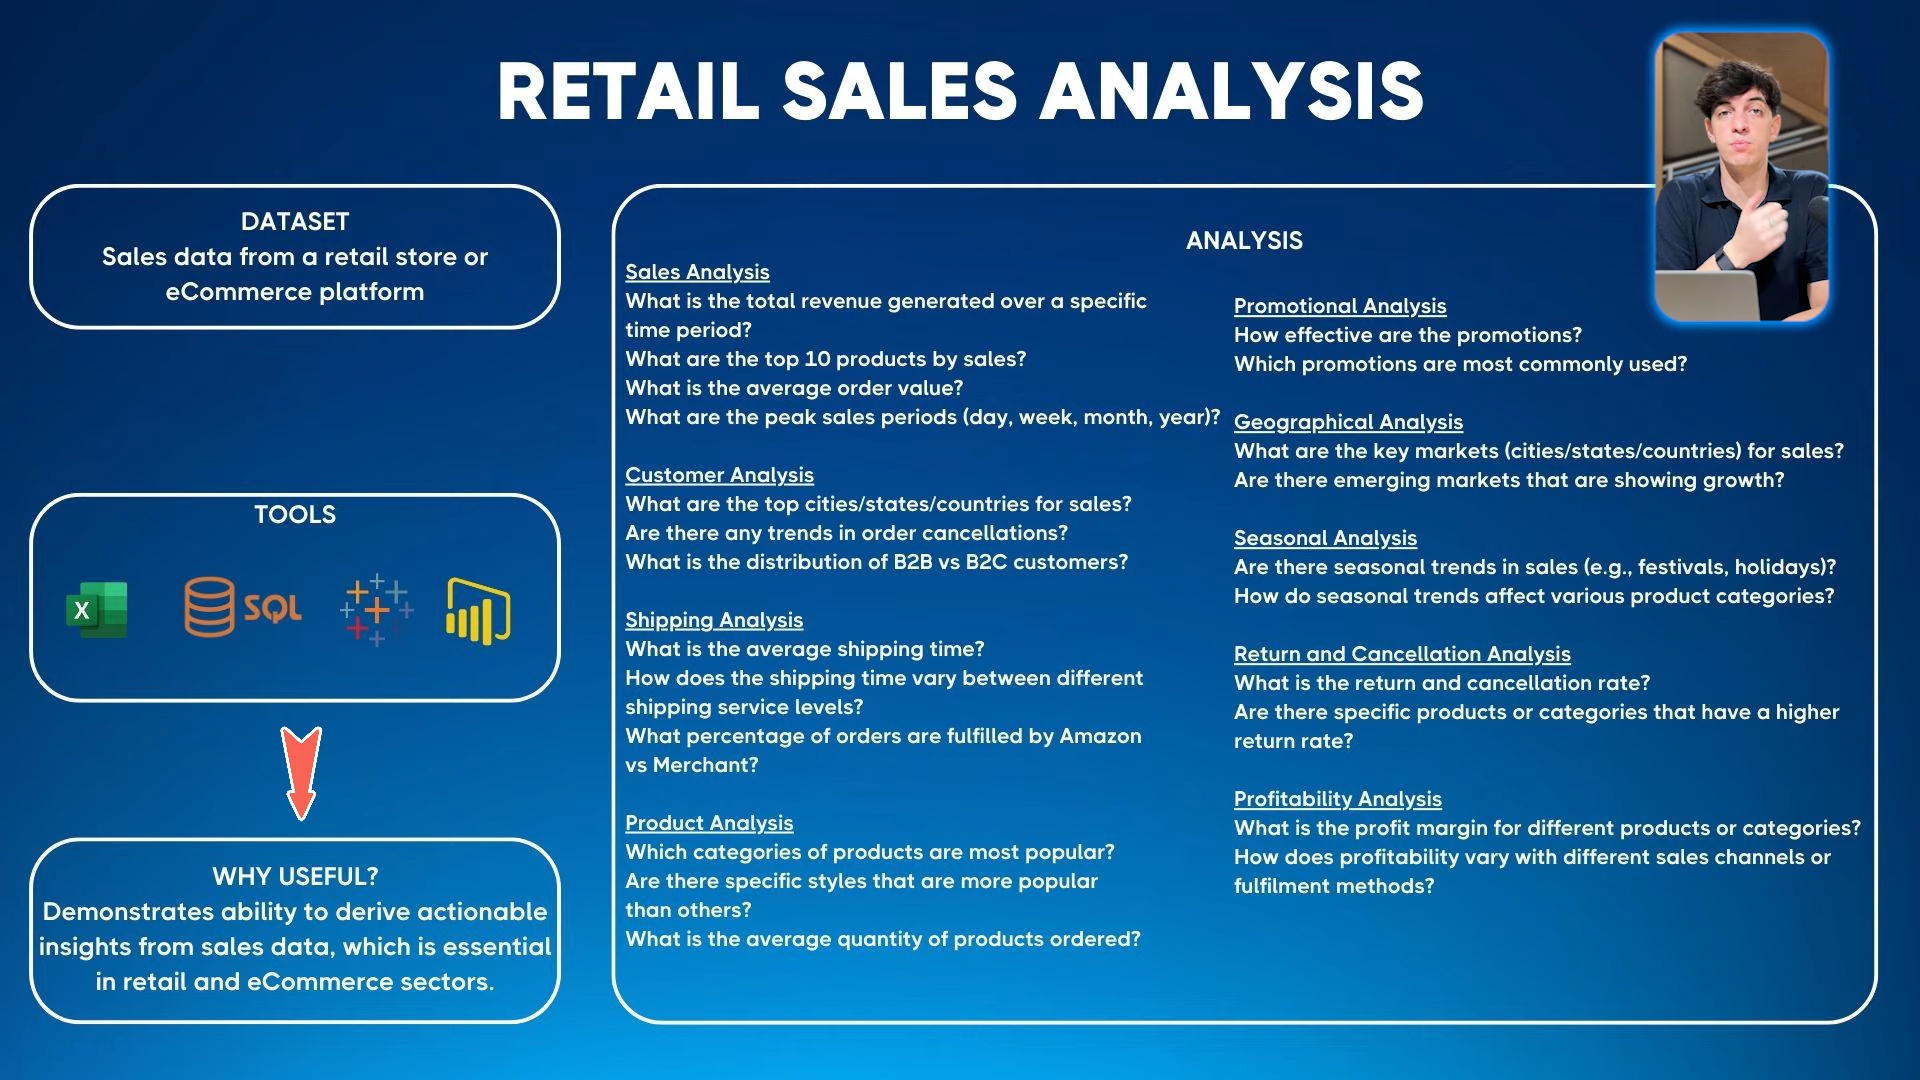 RETAIL SALES ANALYSIS
DATASET
Sales data from a retail store or
eCommerce platform
TOOLS
X
SQL
WHY USEFUL?
Demonstrates ability to derive actionable
insights from sales data, which is essential
in retail and eCommerce sectors.
ANALYSIS
Sales Analysis
What is the total revenue generated over a specific
time period?
What are the top 10 products by sales?
What is the average order value?
What are the peak sales periods (day, week, month, year)?
Customer Analysis
What are the top cities/states/countries for sales?
Are there any trends in order cancellations?
What is the distribution of B2B vs B2C customers?
Shipping Analysis
What is the average shipping time?
How does the shipping time vary between different
shipping service levels?
What percentage of orders are fulfilled by Amazon
vs Merchant?
Product Analysis
Which categories of products are most popular?
Are there specific styles that are more popular
than others?
What is the average quantity of products ordered?
Promotional Analysis
How effective are the promotions?
Which promotions are most commonly used?
Geographical Analysis
What are the key markets (cities/states/countries) for sales?
Are there emerging markets that are showing growth?
Seasonal Analysis
Are there seasonal trends in sales (e.g., festivals, holidays)?
How do seasonal trends affect various product categories?
Return and Cancellation Analysis
What is the return and cancellation rate?
Are there specific products or categories that have a higher
return rate?
Profitability Analysis
What is the profit margin for different products or categories?
How does profitability vary with different sales channels or
fulfilment methods?